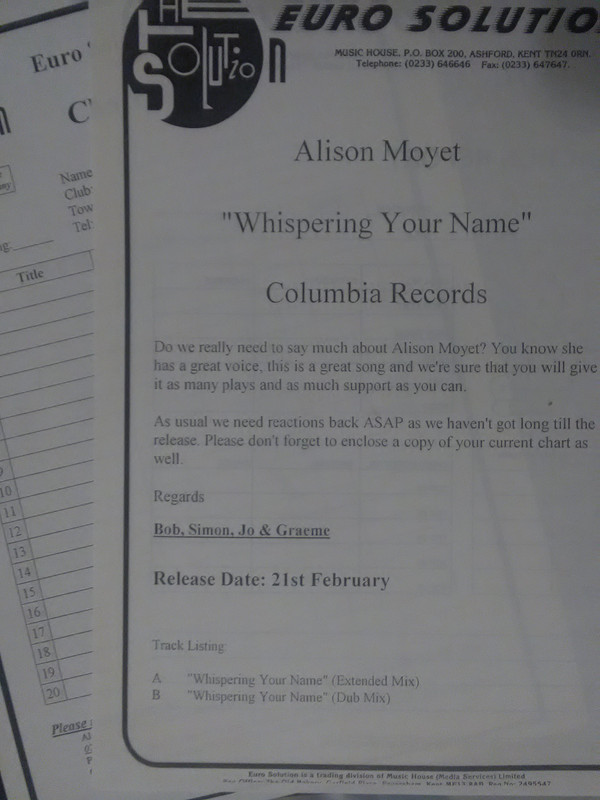 THE
SOLUTION
EURO SOLUTIO
MUSIC HOUSE, P.O. BOX 200, ASHFORD, KENT TN24 0RN.
Telephone: (0233) 646646 Fax: (0233) 647647.
Alison Moyet
"Whispering Your Name"
Columbia Records
Do we really need to say much about Alison Moyet? You know she
has a great voice, this is a great song and we're sure that you will give
it as many plays and as much support as you can.
As usual we need reactions back ASAP as we haven't got long till the
release. Please don't forget to enclose a copy of your current chart as
well.
Regards
Bob, Simon, Jo & Graeme
Release Date: 21st February
Track Listing
A "Whispering Your Name" (Extended Mix)
B "Whispering Your Name" (Dub Mix)
Euro Solution is a trading division of Music House (Media Services) Limited
Euro
Name
Club
Tow
Tel
Title
10
11
12
13
14
15
16
17
18
19
20
Please